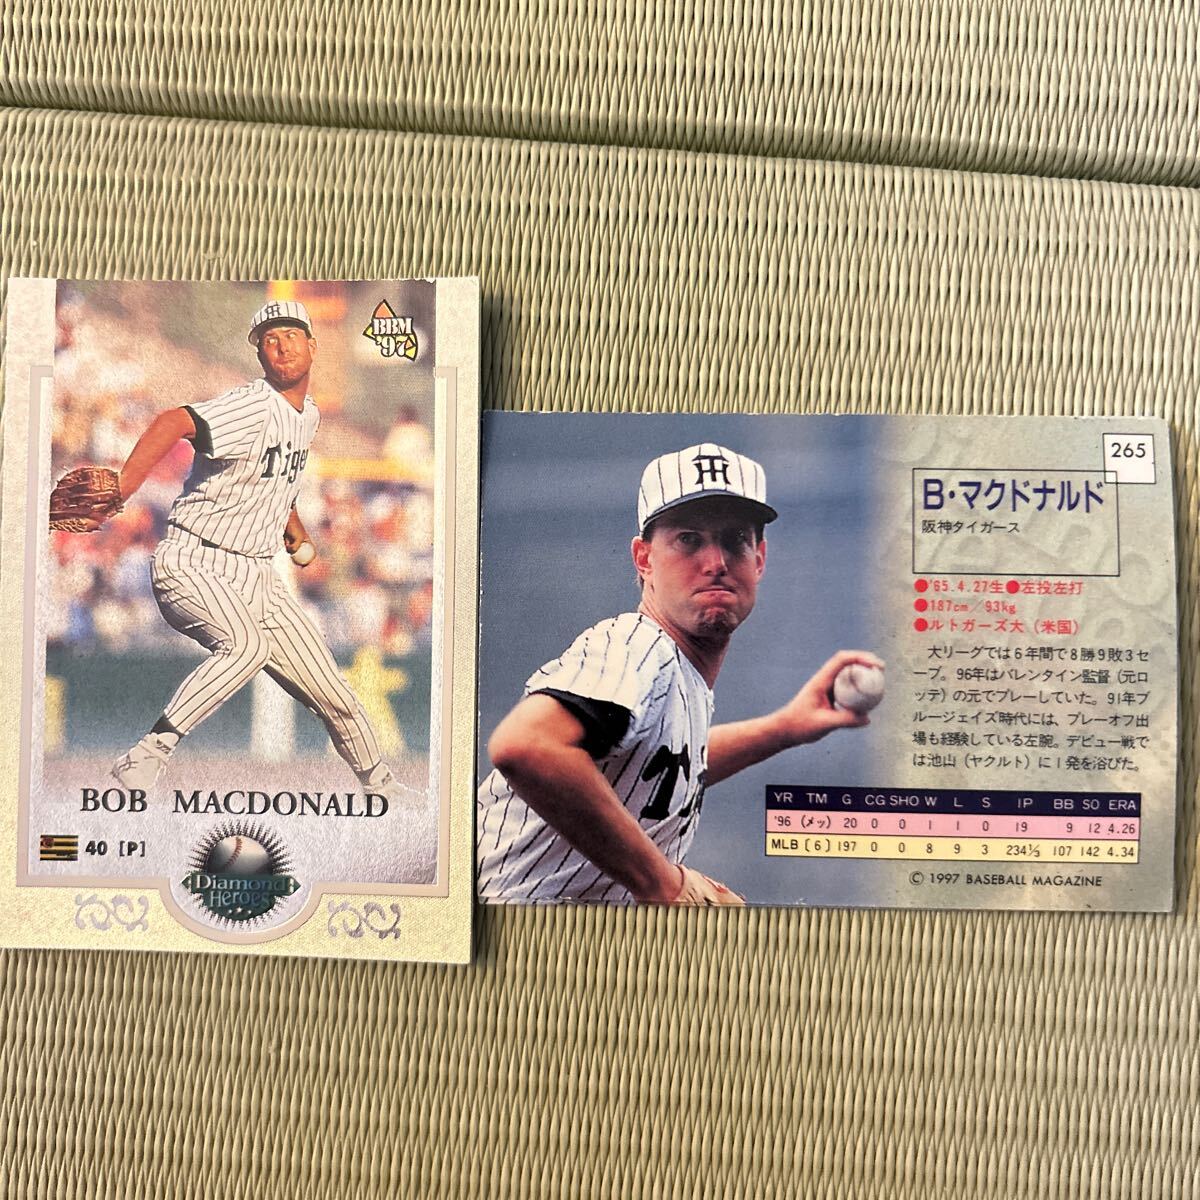 TH
BBM
'97
Tige
BOB MACDONALD
40 [P]
Diamond
Heroes
TH
T
265
B・マクドナルド
阪神タイガース
●'65.4.27生●左投左打
●187cm/93kg
●ルトガーズ大（米国）
大リーグでは6年間で8勝9敗3セ
ーブ。96年はバレンタイン監督（元ロ
ッテ）の元でプレーしていた。91年ブ
ルージェイズ時代には、プレーオフ出
場も経験している左腕。デビュー戦で
は池山（ヤクルト）に1発を浴びた。
YR TM G CG SHO W L S IP BB SO ERA
'96 (メッ) 20 0 0 1 1 0 19 9 12 4.26
MLB [6] 197 0 0 8 9 3 234⅓ 107 142 4.34
© 1997 BASEBALL MAGAZINE